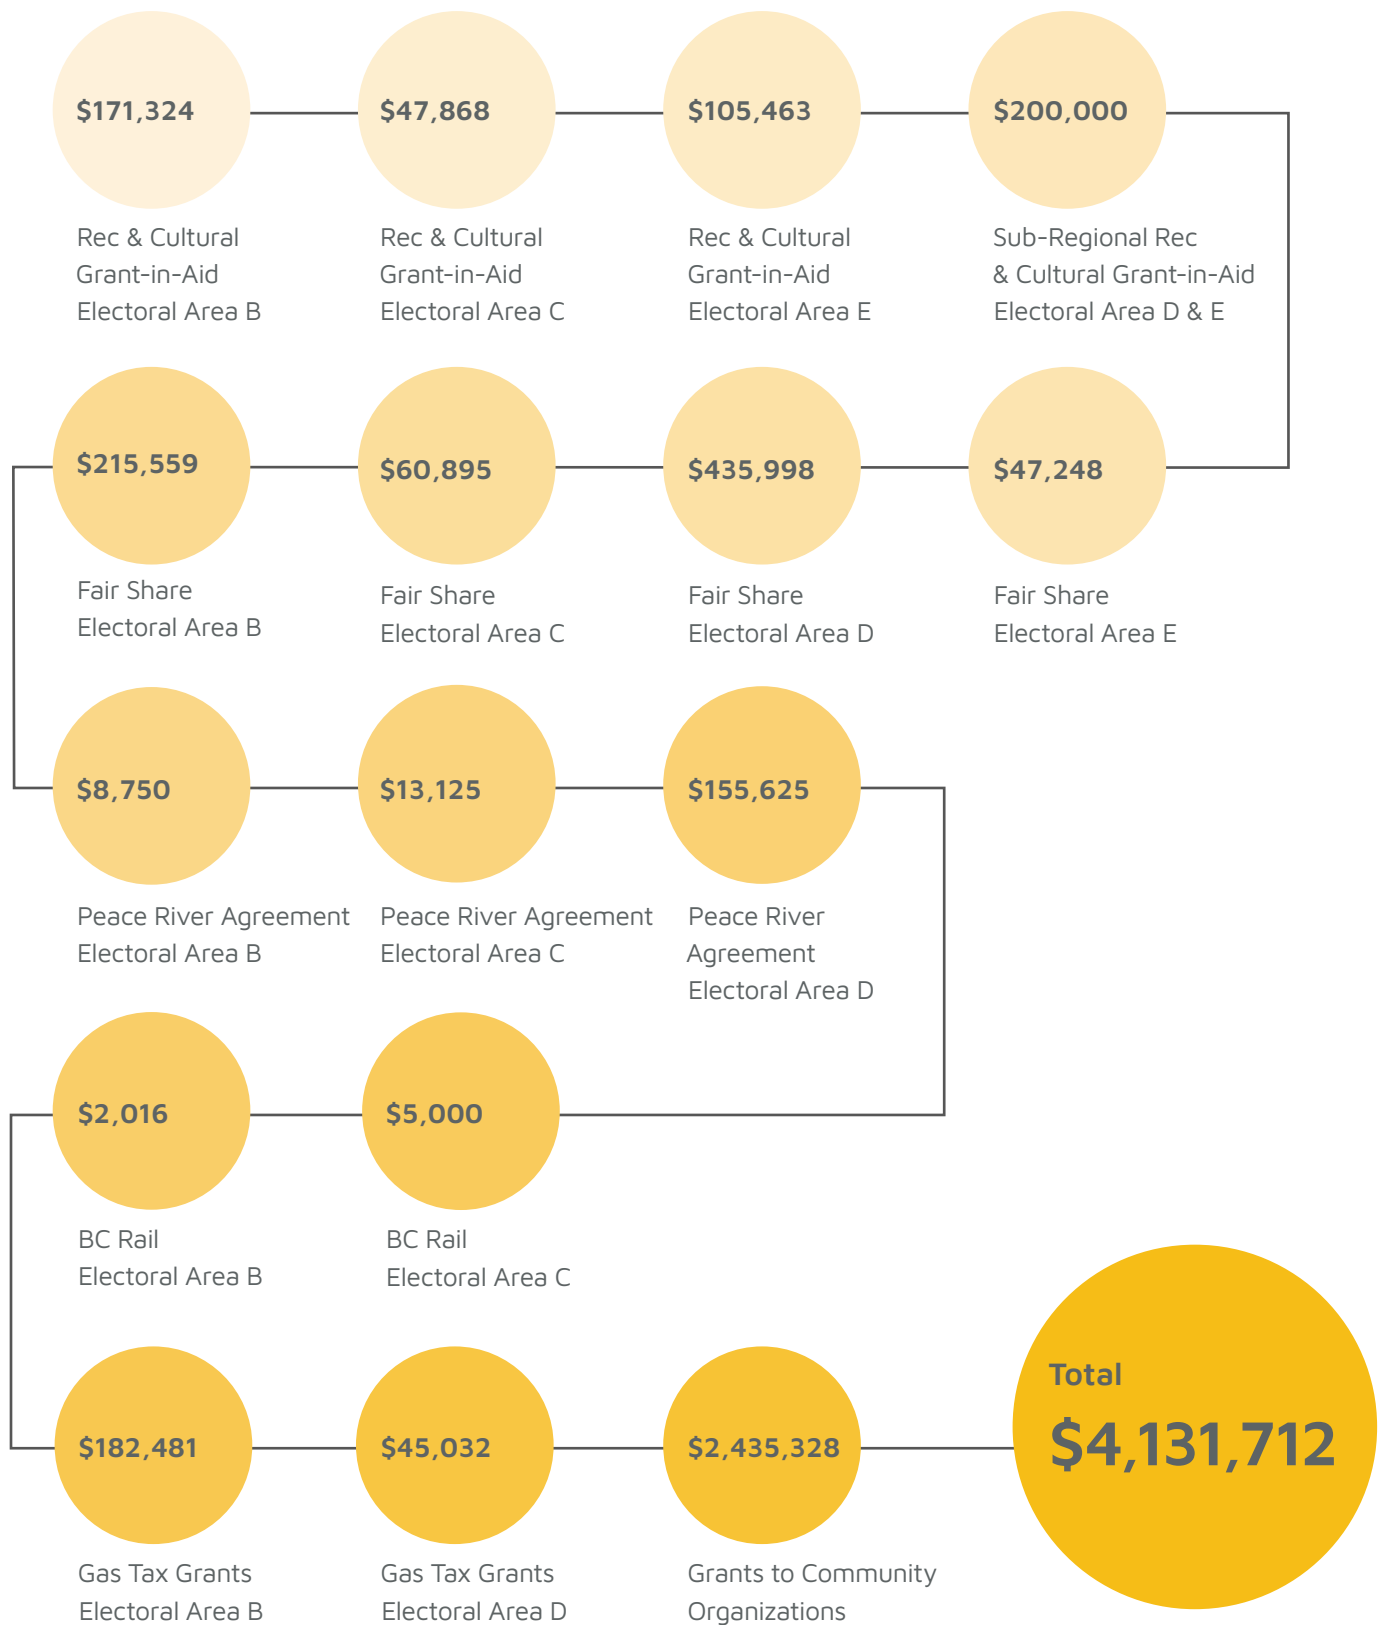 $171,324
Rec & Cultural
Grant-in-Aid
Electoral Area B
$47,868
Rec & Cultural
Grant-in-Aid
Electoral Area C
$105,463
Rec & Cultural
Grant-in-Aid
Electoral Area E
$200,000
Sub-Regional Rec
& Cultural Grant-in-Aid
Electoral Area D & E
$215,559
Fair Share
Electoral Area B
$60,895
Fair Share
Electoral Area C
$435,998
Fair Share
Electoral Area D
$47,248
Fair Share
Electoral Area E
$8,750
Peace River Agreement
Electoral Area B
$13,125
Peace River Agreement
Electoral Area C
$155,625
Peace River
Agreement
Electoral Area D
$2,016
BC Rail
Electoral Area B
$5,000
BC Rail
Electoral Area C
$182,481
Gas Tax Grants
Electoral Area B
$45,032
Gas Tax Grants
Electoral Area D
$2,435,328
Grants to Community
Organizations
Total
$4,131,712